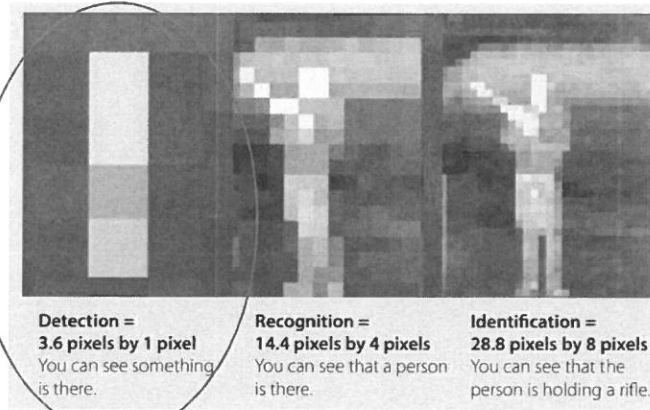 Detection =
3.6 pixels by 1 pixel
You can see something
is there.
Recognition =
14.4 pixels by 4 pixels
You can see that a person
is there.
Identification =
28.8 pixels by 8 pixels
You can see that the
person is holding a rifle.